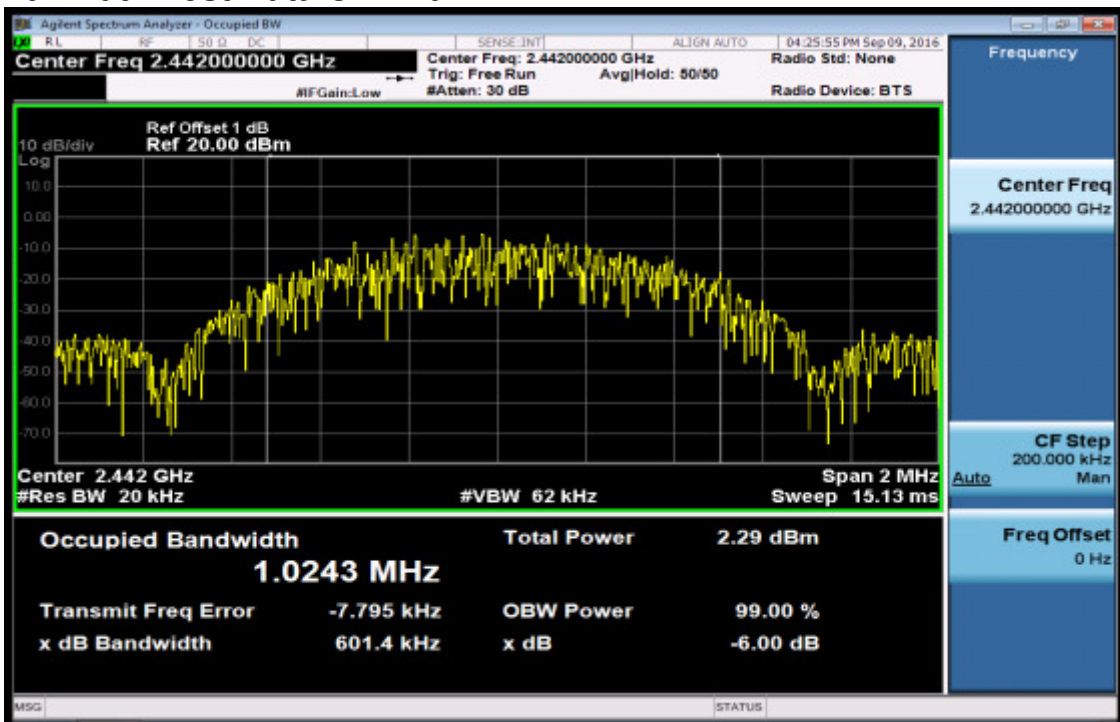 Agilent Spectrum Analyzer - Occupied BW
RL RF 50 Ω DC SENSE:INT ALIGN AUTO 04:25:55 PM Sep 09, 2016
Center Freq 2.442000000 GHz
Center Freq: 2.442000000 GHz
Radio Std: None
Trig: Free Run
Avg|Hold: 50/50
#IFGain:Low
#Atten: 30 dB
Radio Device: BTS
Ref Offset 1 dB
10 dB/div
Ref 20.00 dBm
Log
10.0
0.00
-10.0
-20.0
-30.0
-40.0
-50.0
-60.0
-70.0
Center 2.442 GHz
Span 2 MHz
#Res BW 20 kHz
#VBW 62 kHz
Sweep 15.13 ms
Occupied Bandwidth
Total Power
2.29 dBm
1.0243 MHz
Transmit Freq Error
-7.795 kHz
OBW Power
99.00 %
x dB Bandwidth
601.4 kHz
x dB
-6.00 dB
MSG
STATUS
Frequency
Center Freq
2.442000000 GHz
CF Step
200.000 kHz
Auto Man
Freq Offset
0 Hz